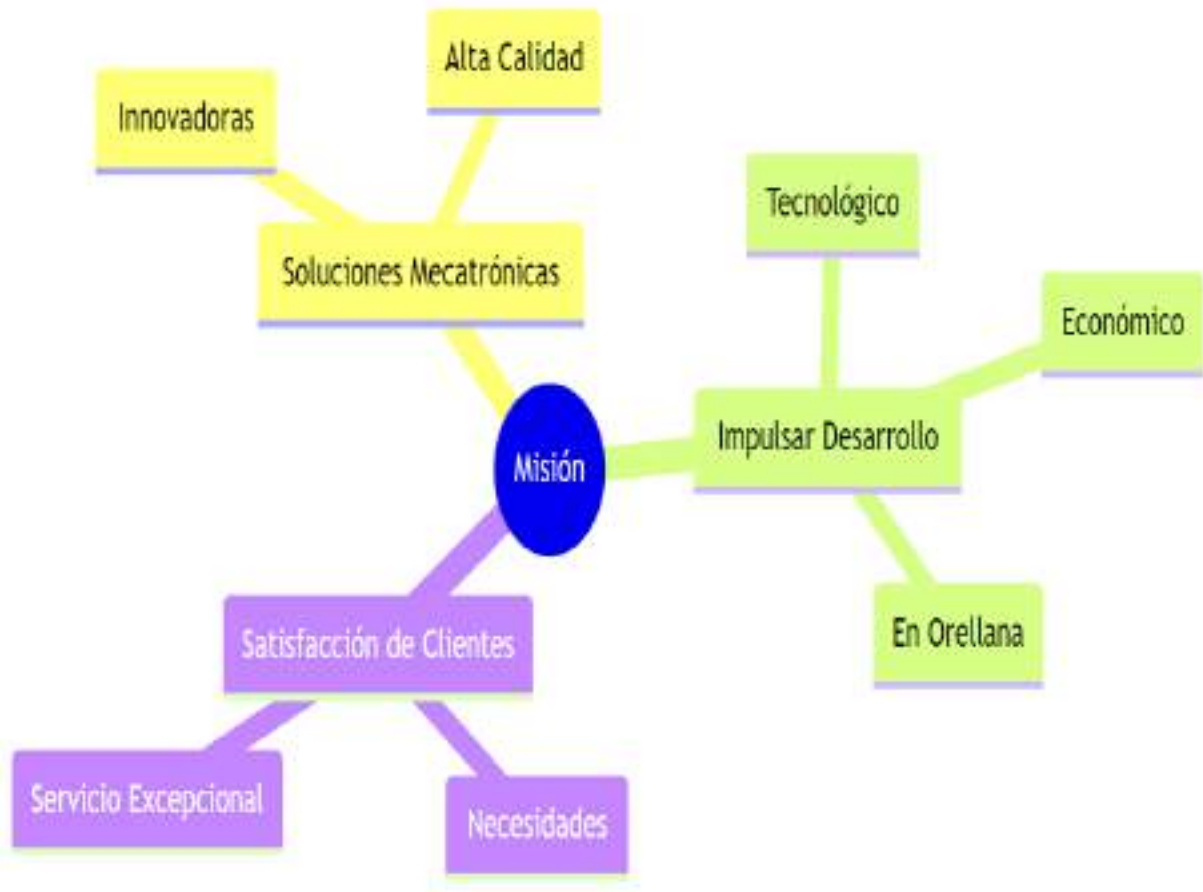 Alta Calidad
Innovadoras
Soluciones Mecatrónicas
Tecnológico
Económico
Impulsar Desarrollo
En Orellana
Misión
Satisfacción de Clientes
Servicio Excepcional
Necesidades